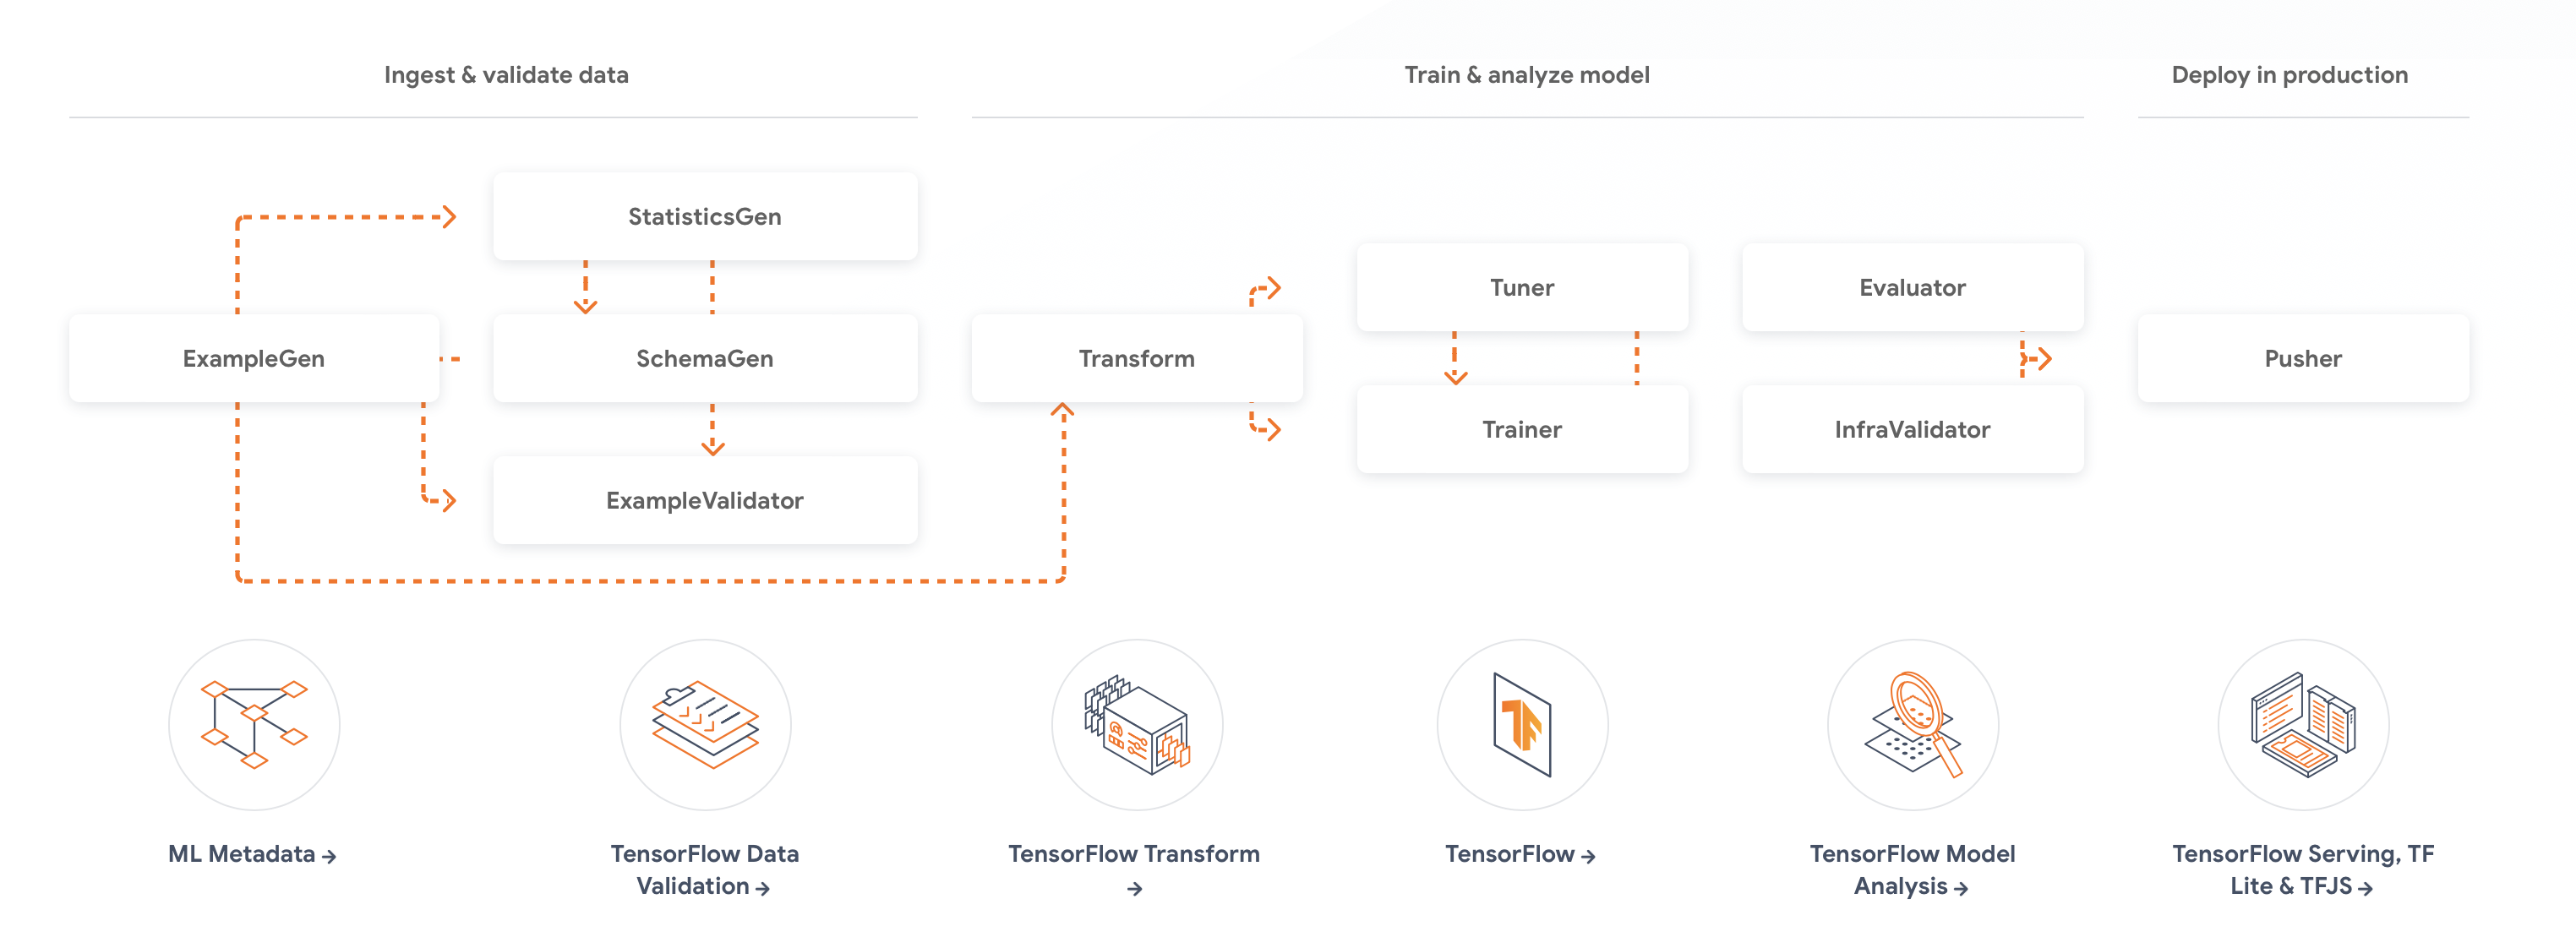 Ingest & validate data
Train & analyze model
Deploy in production
StatisticsGen
ExampleGen
SchemaGen
ExampleValidator
Transform
Tuner
Trainer
Evaluator
InfraValidator
Pusher
ML Metadata →
TensorFlow Data
Validation →
TensorFlow Transform
→
TensorFlow →
TensorFlow Model
Analysis →
TensorFlow Serving, TF
Lite & TFJS →